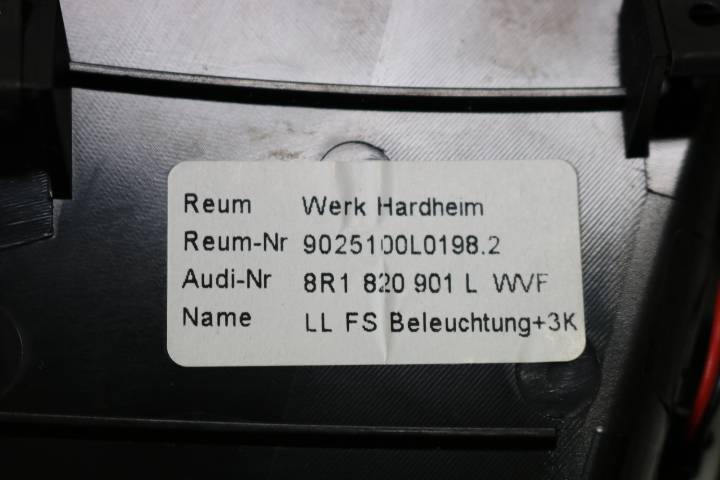 Reum Werk Hardheim
Reum-Nr 9025100L0198.2
Audi-Nr 8R1 820 901 L WVF
Name LL FS Beleuchtung+3K